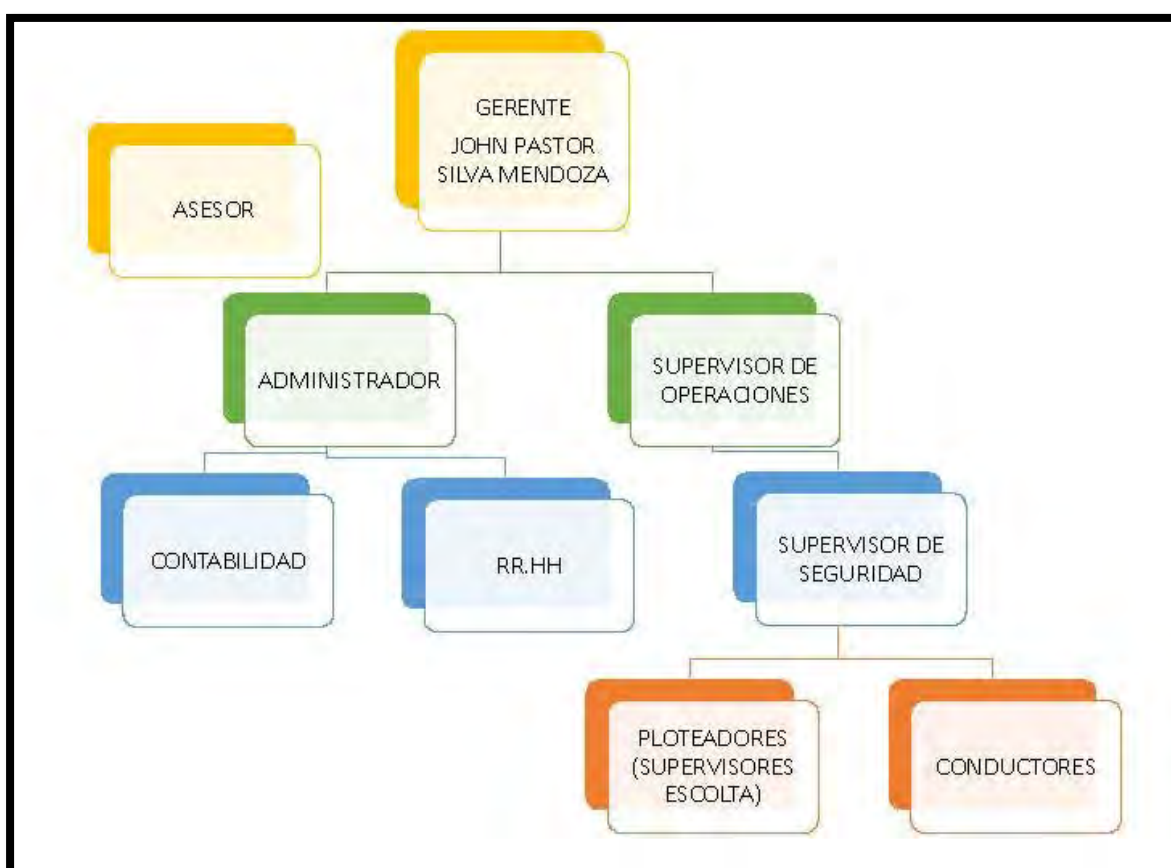 GERENTE
JOHN PASTOR
SILVA MENDOZA
ASESOR
ADMINISTRADOR
SUPERVISOR DE
OPERACIONES
CONTABILIDAD
RR.HH
SUPERVISOR DE
SEGURIDAD
PLOTEADORES
(SUPERVISORES
ESCOLTA)
CONDUCTORES